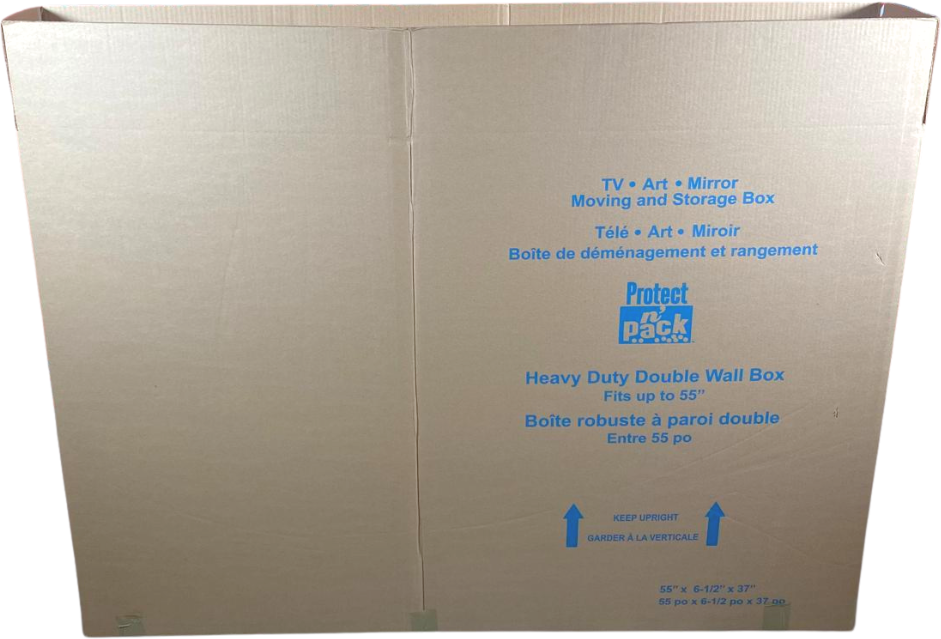 TV • Art • Mirror
Moving and Storage Box
Télé • Art • Miroir
Boîte de déménagement et rangement
Protect
n'
pack
Heavy Duty Double Wall Box
Fits up to 55”
Boîte robuste à paroi double
Entre 55 po
KEEP UPRIGHT
GARDER À LA VERTICALE
55” x 6-1/2” x 37”
55 po x 6-1/2 po x 37 po